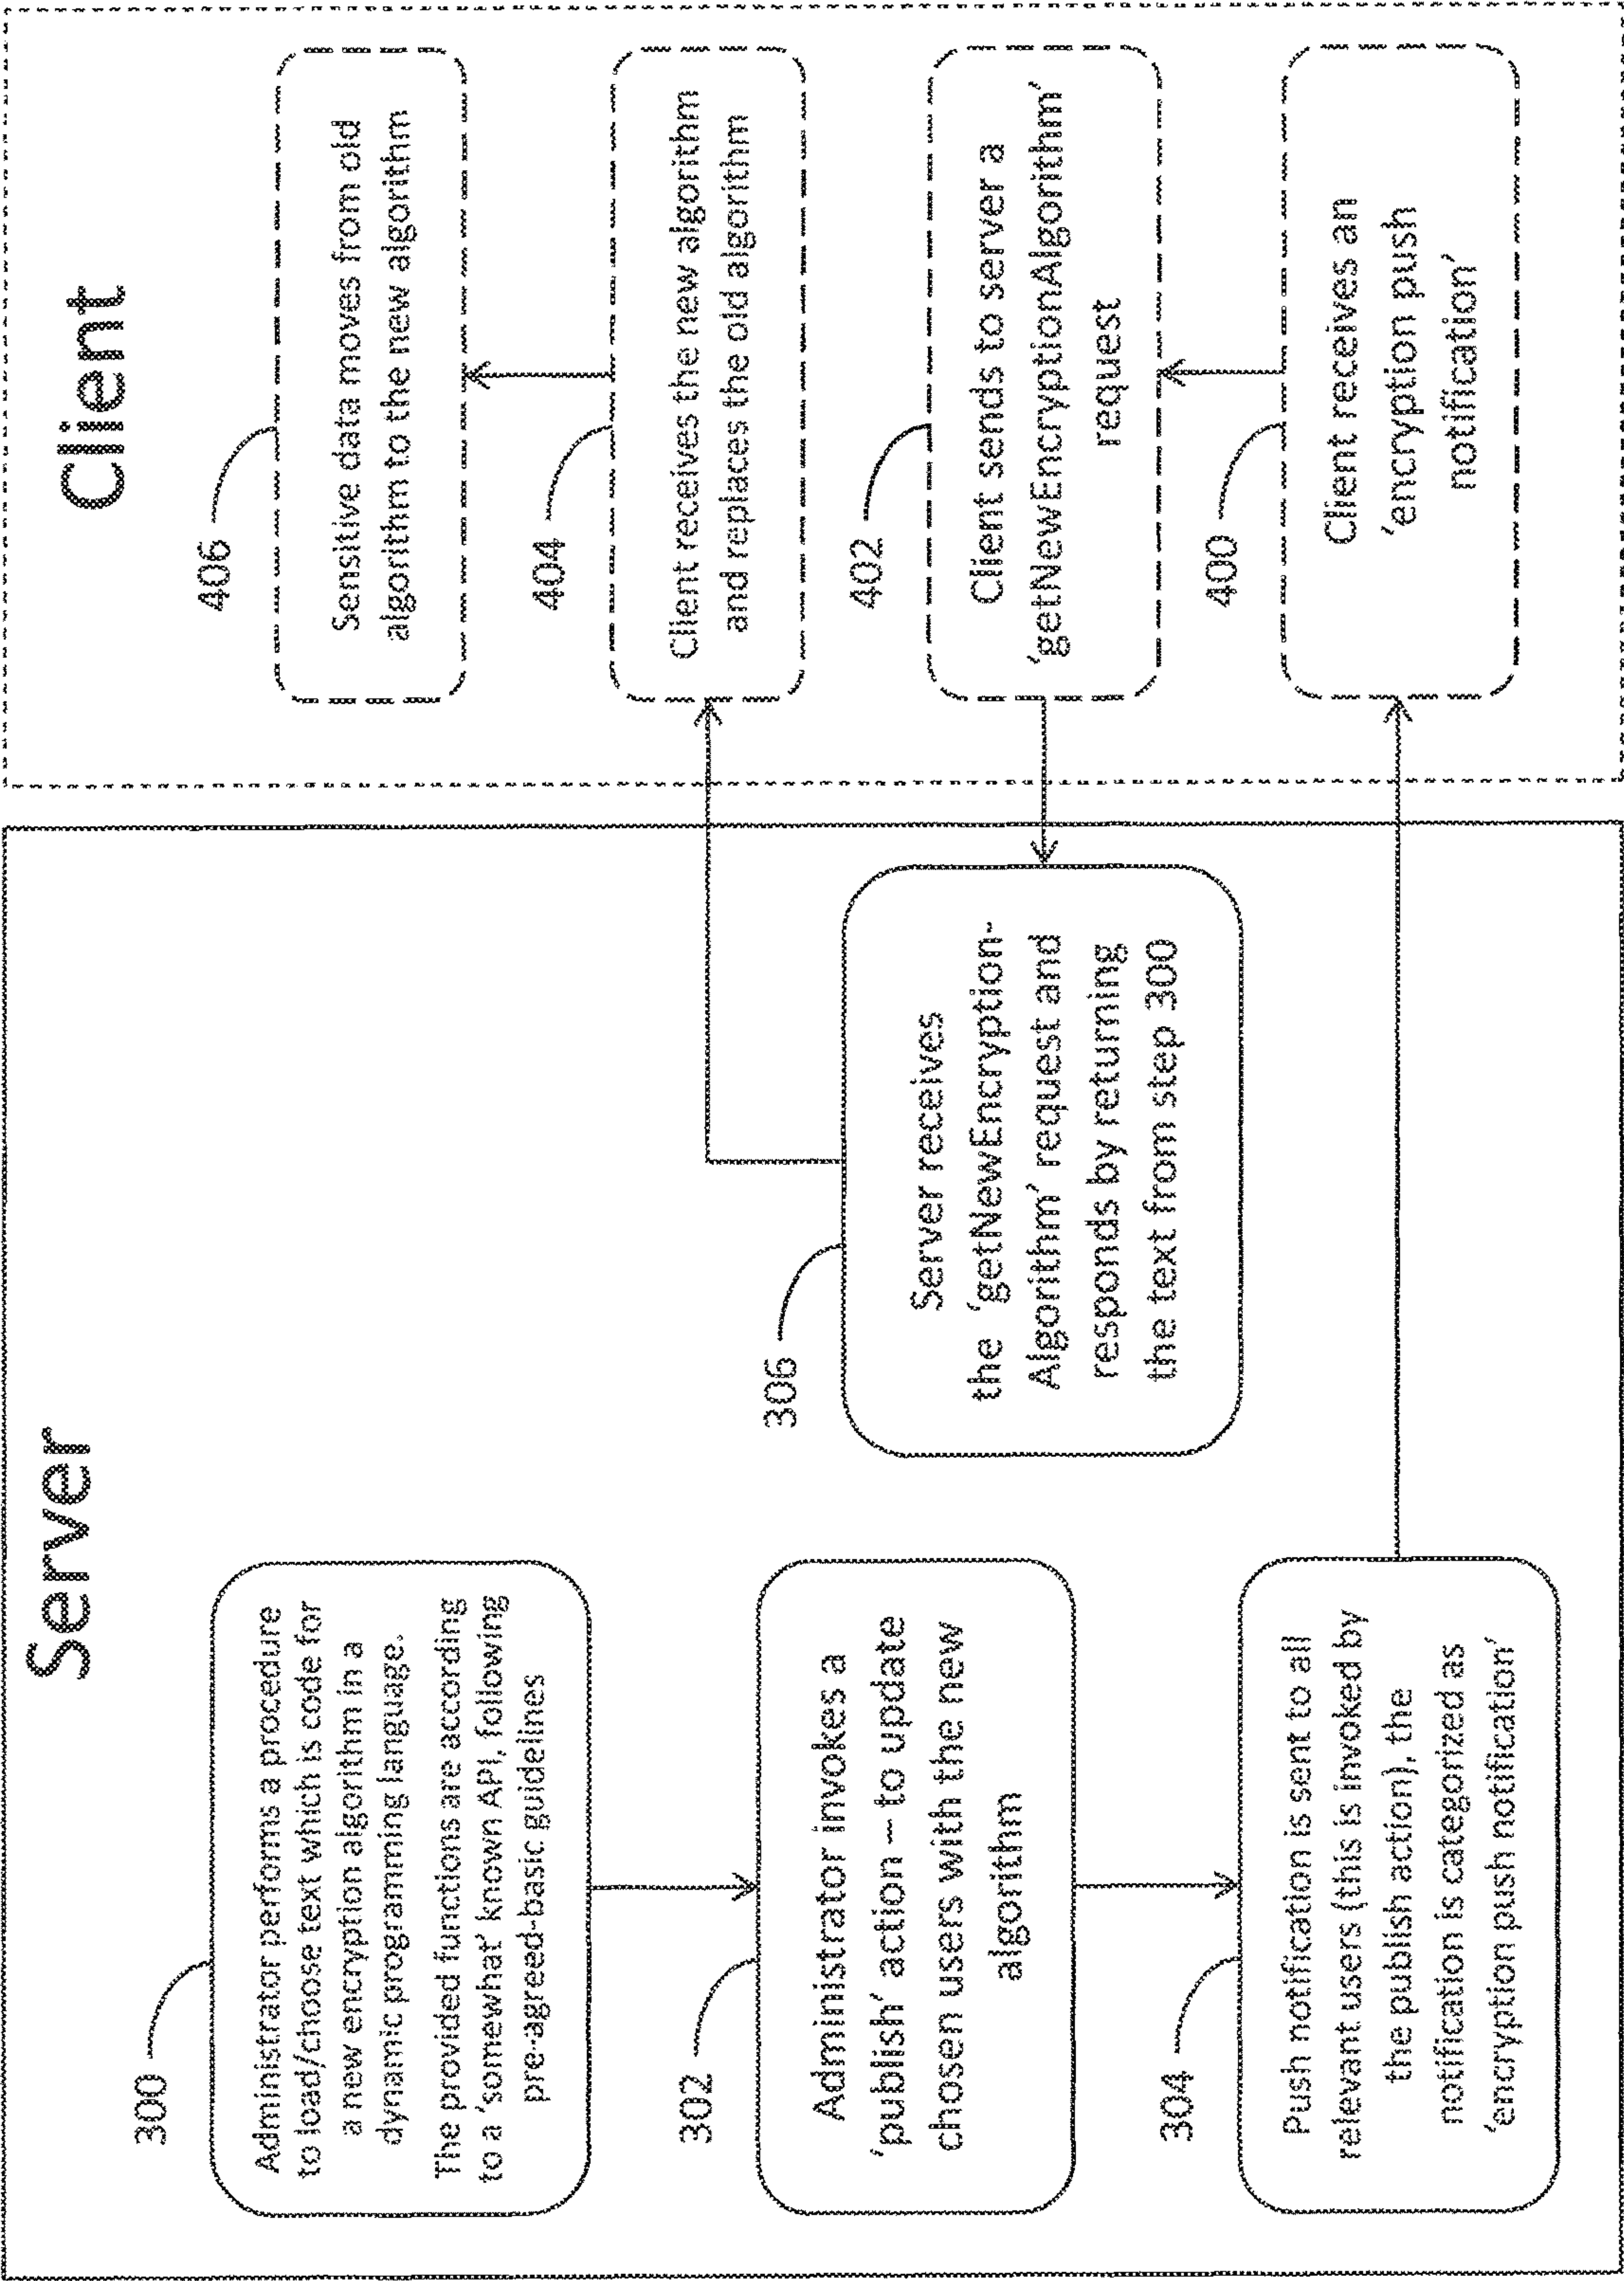 Server
300
Administrator performs a procedure
to load/choose text which is code for
a new encryption algorithm in a
dynamic programming language.
The provided functions are according
to a 'somewhat' known API, following
pre-agreed-basic guidelines
302
Administrator invokes a
'publish' action – to update
chosen users with the new
algorithm
304
Push notification is sent to all
relevant users (this is invoked by
the publish action), the
notification is categorized as
'encryption push notification'
306
Server receives
the 'getNewEncryption-
Algorithm' request and
responds by returning
the text from step 300
Client
406
Sensitive data moves from old
algorithm to the new algorithm
404
Client receives the new algorithm
and replaces the old algorithm
402
Client sends to server a
'getNewEncryptionAlgorithm'
request
400
Client receives an
'encryption push
notification'